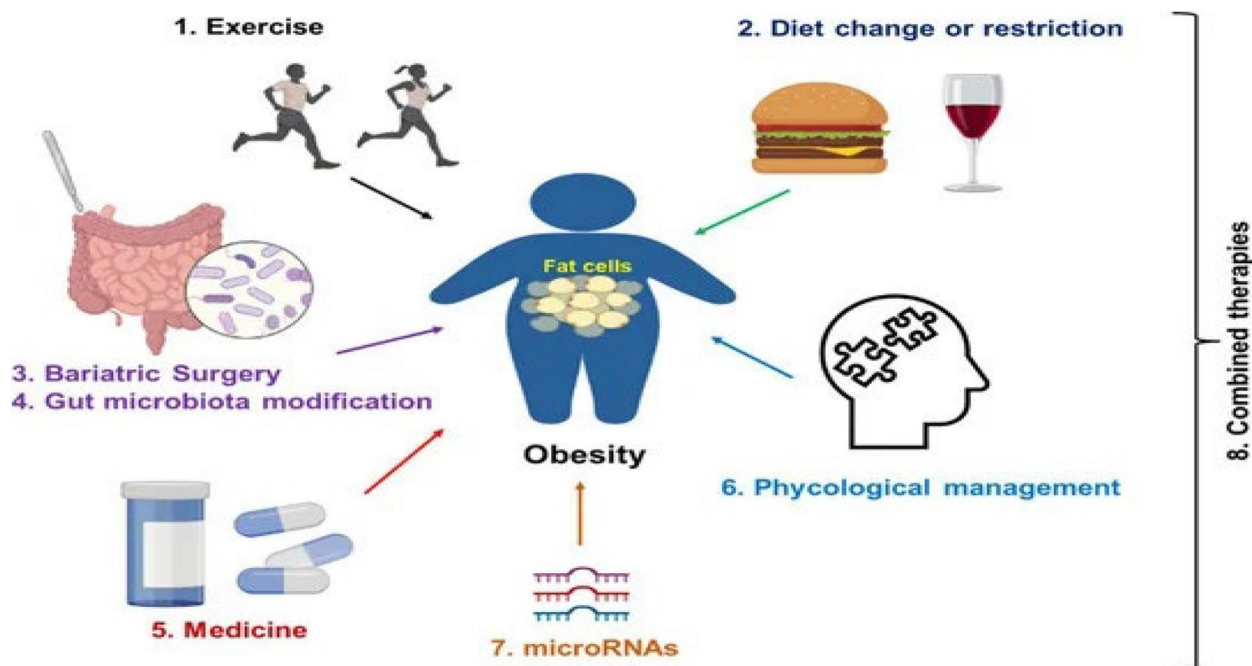 1. Exercise
2. Diet change or restriction
Fat cells
3. Bariatric Surgery
4. Gut microbiota modification
Obesity
6. Phycological management
5. Medicine
7. microRNAs
8. Combined therapies